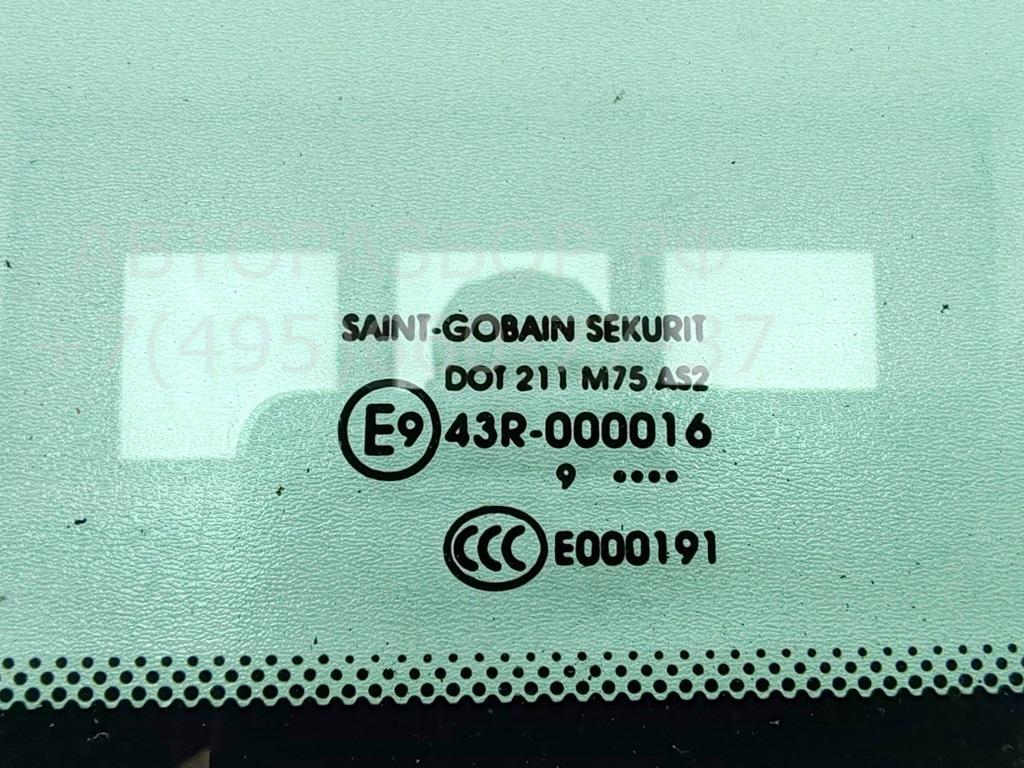 АВТОРАЗБОР.РФ
SAINT-GOBAIN SEKURIT
DOT 211 M75 AS2
E9 43R-000016
9 ••••
CCC E000191